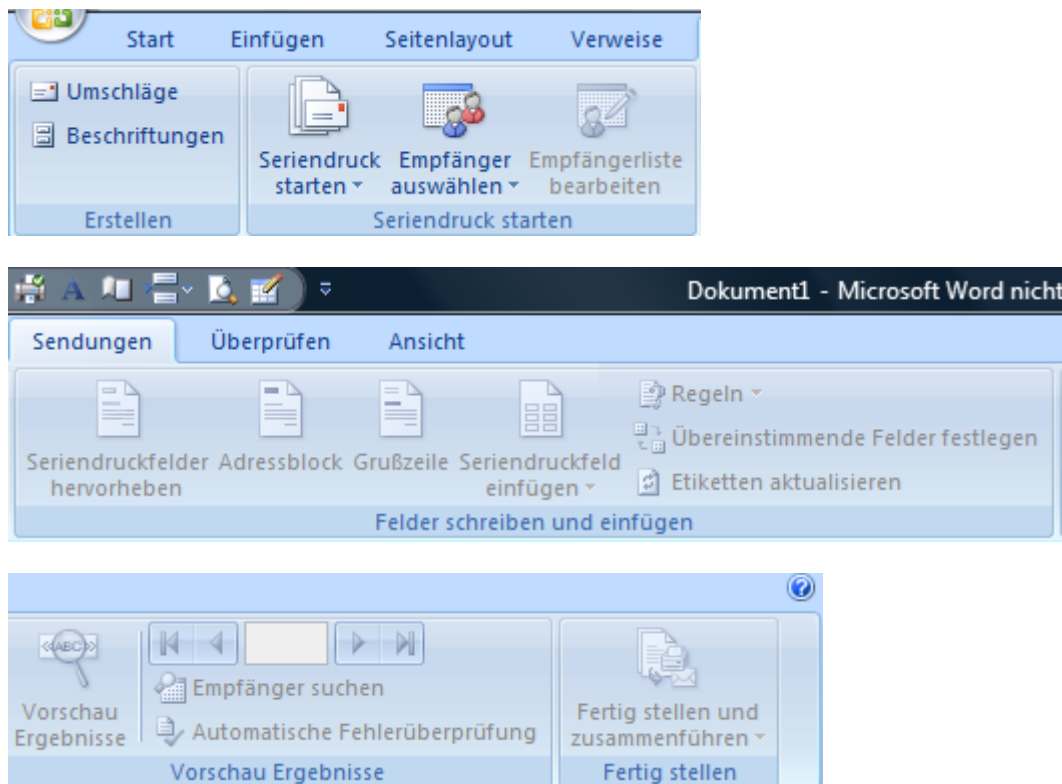 Start Einfügen Seitenlayout Verweise
Umschläge
Beschriftungen
Seriendruck starten
Empfänger auswählen
Empfängerliste bearbeiten
Erstellen
Seriendruck starten
Dokument1 - Microsoft Word nicht
Sendungen Überprüfen Ansicht
Seriendruckfelder hervorheben
Adressblock
Grußzeile
Seriendruckfeld einfügen
Regeln
Übereinstimmende Felder festlegen
Etiketten aktualisieren
Felder schreiben und einfügen
«ABC»
Vorschau Ergebnisse
Empfänger suchen
Automatische Fehlerüberprüfung
Fertig stellen und zusammenführen
Vorschau Ergebnisse
Fertig stellen